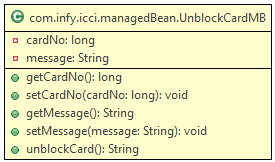 C com.infy.icci.managedBean.UnblockCardMB
cardNo: long
message: String
getCardNo(): long
setCardNo(cardNo: long): void
getMessage(): String
setMessage(message: String): void
unblockCard(): String